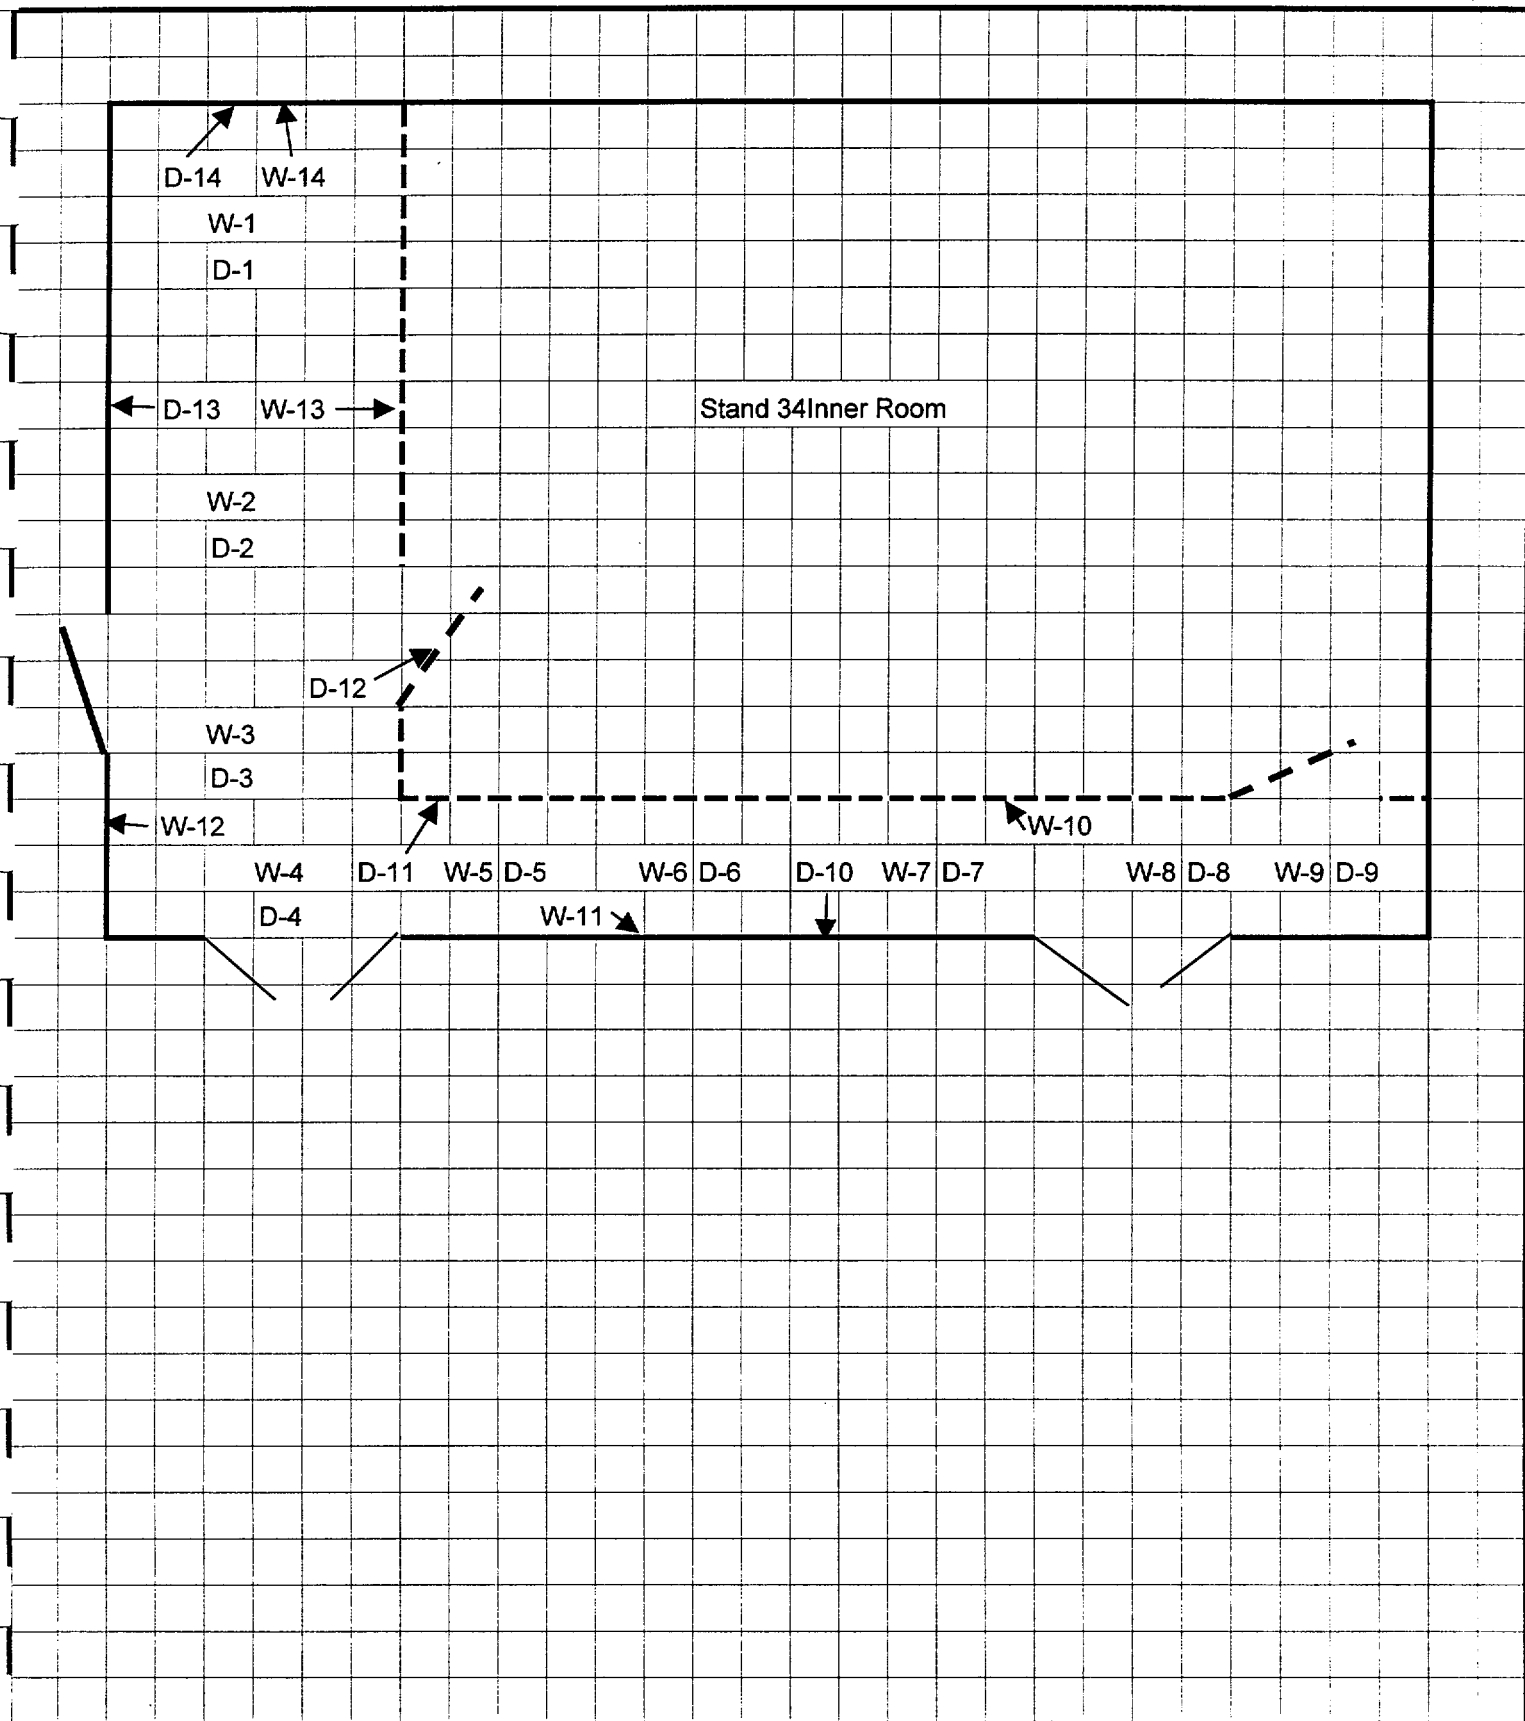 D-14 W-14
W-1
D-1
D-13 W-13 Stand 34Inner Room
W-2
D-2
D-12
W-3
D-3
W-12 W-10
W-4 D-11 W-5 D-5 W-6 D-6 D-10 W-7 D-7 W-8 D-8 W-9 D-9
D-4 W-11